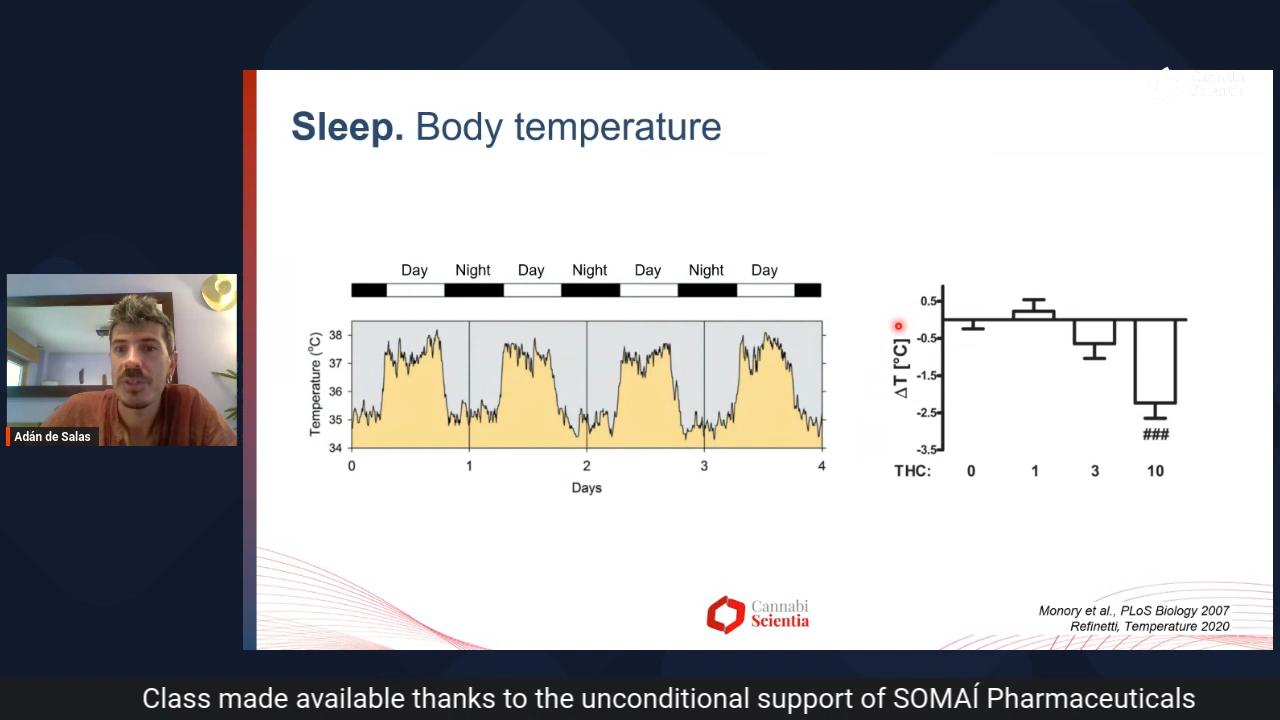 Cannabi
Scientia
Sleep. Body temperature
Day Night Day Night Day Night Day
Temperature (°C)
38
37
36
35
34
0 1 2 3 4
Days
ΔT [°C]
0.5
-0.5
-1.5
-2.5
-3.5
###
THC: 0 1 3 10
Adán de Salas
Cannabi
Scientia
Monory et al., PLoS Biology 2007
Refinetti, Temperature 2020
Class made available thanks to the unconditional support of SOMAÍ Pharmaceuticals